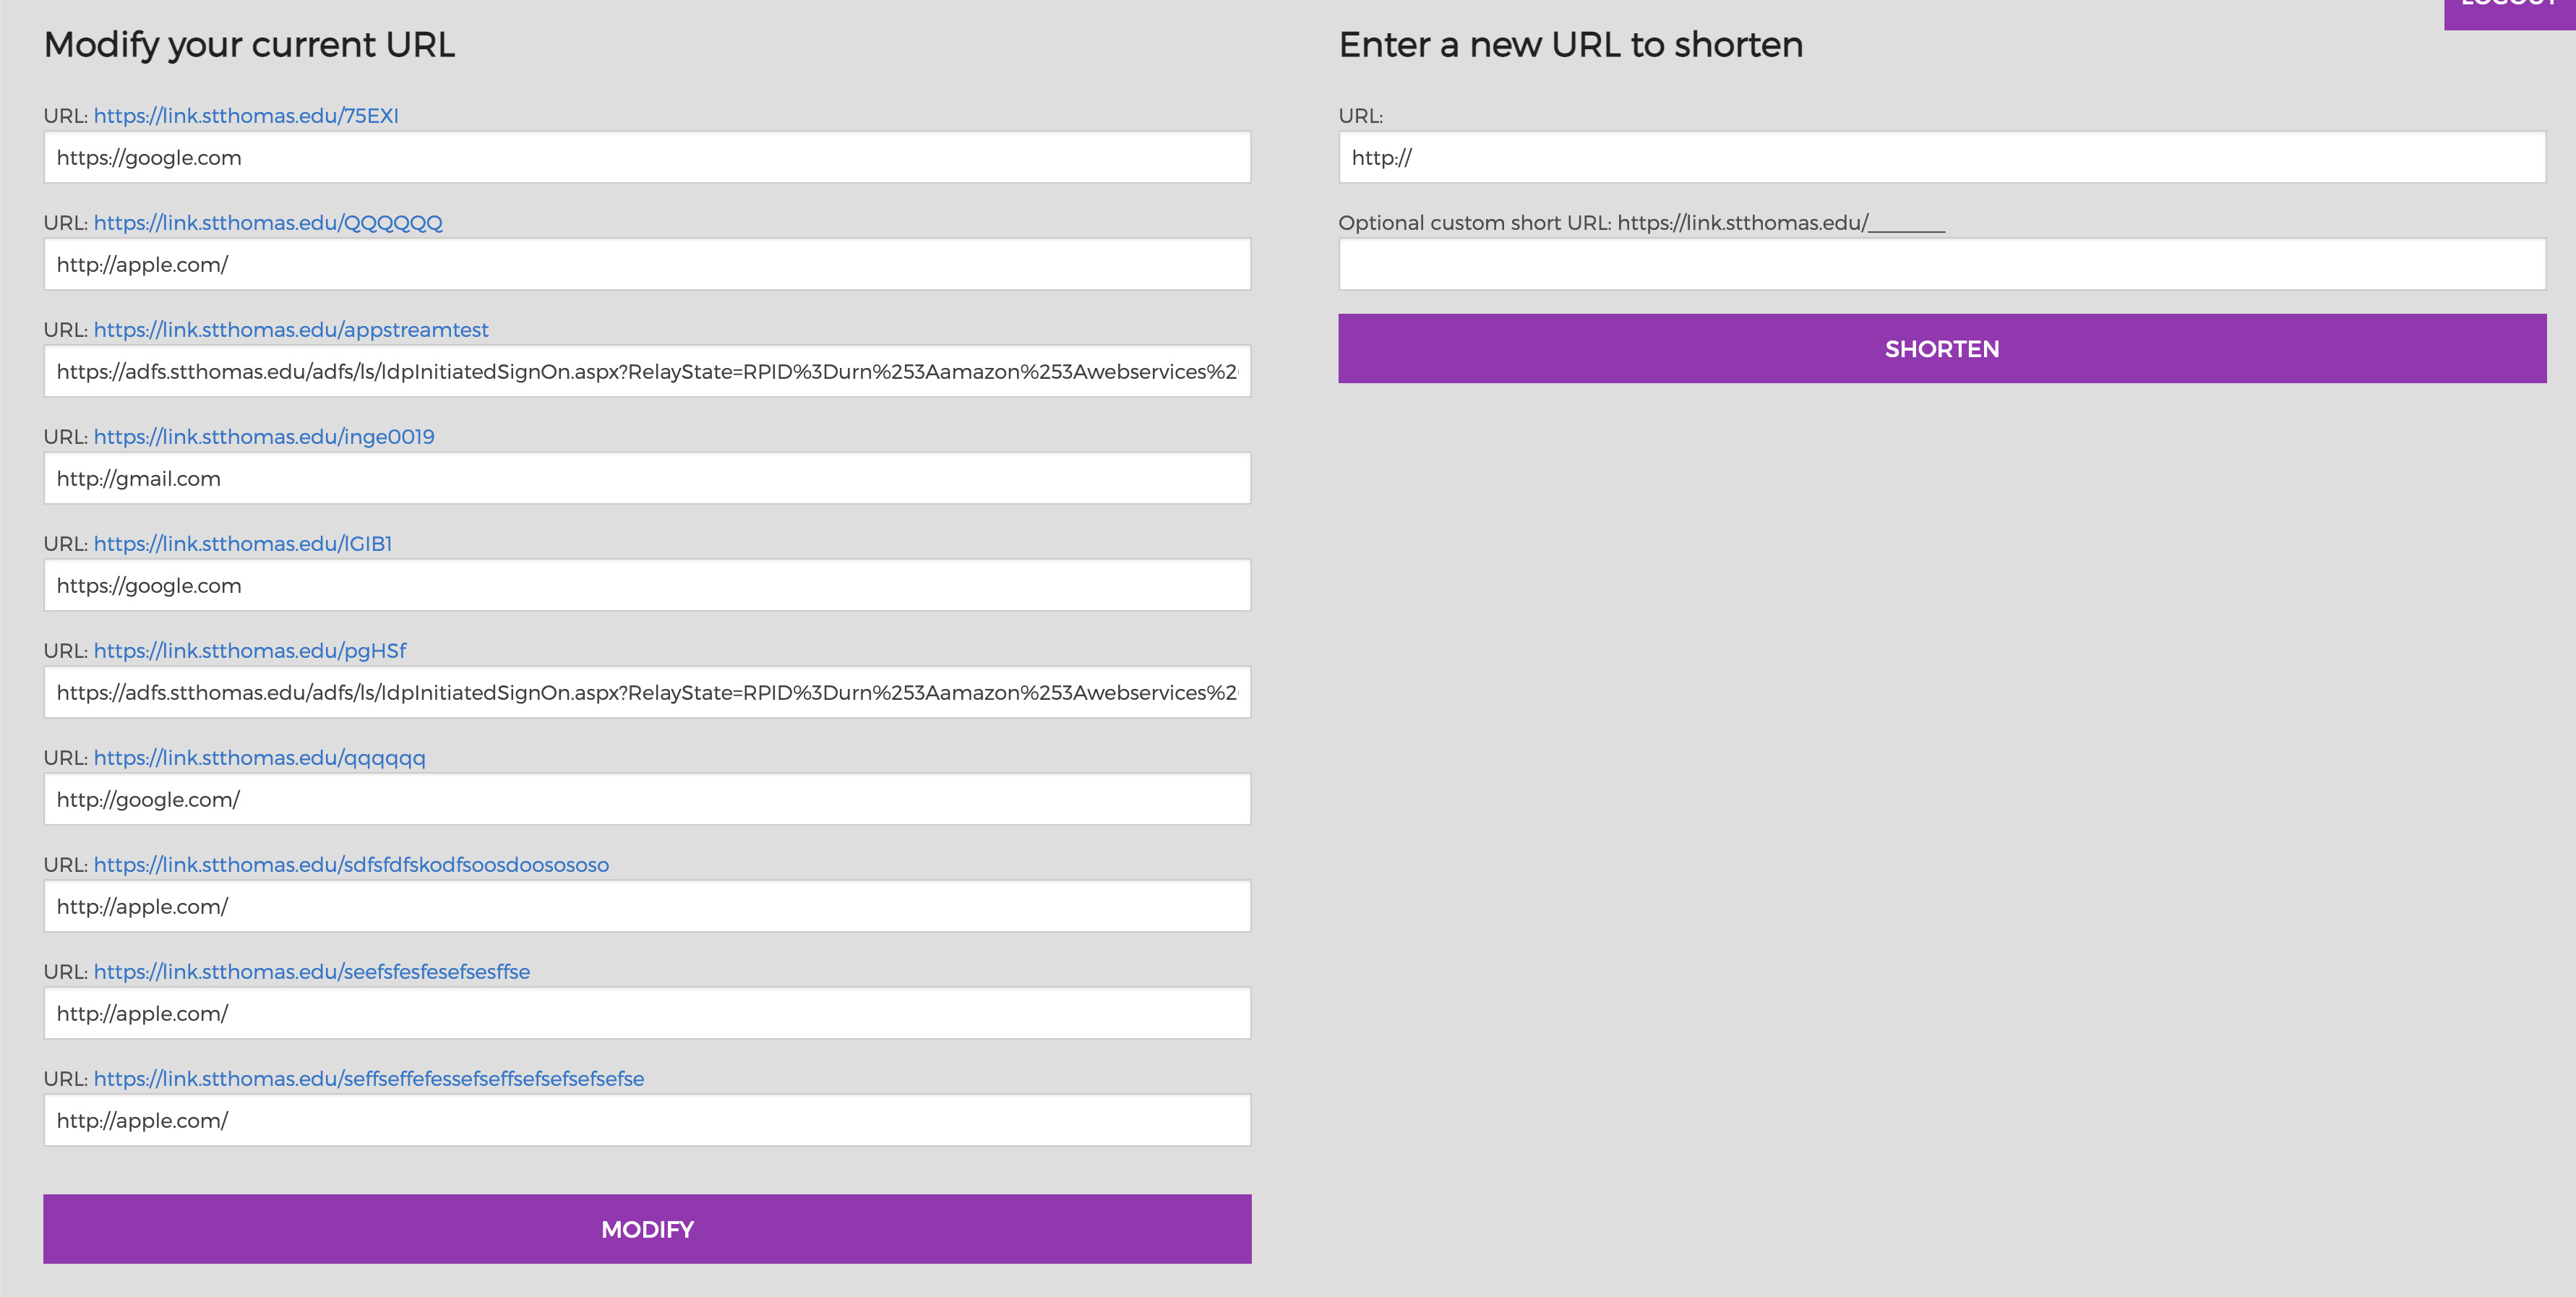 LOGOUT
Modify your current URL
URL: https://link.stthomas.edu/75EXI
https://google.com
URL: https://link.stthomas.edu/QQQQQQ
http://apple.com/
URL: https://link.stthomas.edu/appstreamtest
https://adfs.stthomas.edu/adfs/ls/IdpInitiatedSignOn.aspx?RelayState=RPID%3Durn%253Aamazon%253Awebservices%2
URL: https://link.stthomas.edu/inge0019
http://gmail.com
URL: https://link.stthomas.edu/lGIB1
https://google.com
URL: https://link.stthomas.edu/pgHSf
https://adfs.stthomas.edu/adfs/ls/IdpInitiatedSignOn.aspx?RelayState=RPID%3Durn%253Aamazon%253Awebservices%2
URL: https://link.stthomas.edu/qqqqqq
http://google.com/
URL: https://link.stthomas.edu/sdfsfdfskodfsoosdoosososo
http://apple.com/
URL: https://link.stthomas.edu/seefsfesfesefsesffse
http://apple.com/
URL: https://link.stthomas.edu/seffseffefessefseffsefsefsefsefse
http://apple.com/
MODIFY
Enter a new URL to shorten
URL:
http://
Optional custom short URL: https://link.stthomas.edu/________
SHORTEN